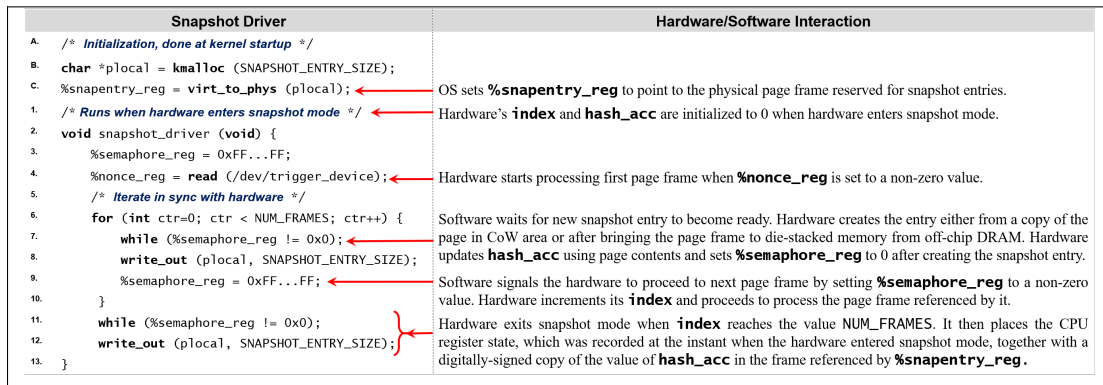 Snapshot Driver
Hardware/Software Interaction
A. /* Initialization, done at kernel startup */
B. char *plocal = kmalloc (SNAPSHOT_ENTRY_SIZE);
C. %snapentry_reg = virt_to_phys (plocal);
OS sets %snapentry_reg to point to the physical page frame reserved for snapshot entries.
1. /* Runs when hardware enters snapshot mode */
Hardware's index and hash_acc are initialized to 0 when hardware enters snapshot mode.
2. void snapshot_driver (void) {
3. %semaphore_reg = 0xFF...FF;
4. %nonce_reg = read (/dev/trigger_device);
Hardware starts processing first page frame when %nonce_reg is set to a non-zero value.
5. /* Iterate in sync with hardware */
6. for (int ctr=0; ctr < NUM_FRAMES; ctr++) {
7. while (%semaphore_reg != 0x0);
8. write_out (plocal, SNAPSHOT_ENTRY_SIZE);
Software waits for new snapshot entry to become ready. Hardware creates the entry either from a copy of the
page in CoW area or after bringing the page frame to die-stacked memory from off-chip DRAM. Hardware
updates hash_acc using page contents and sets %semaphore_reg to 0 after creating the snapshot entry.
9. %semaphore_reg = 0xFF...FF;
10. }
Software signals the hardware to proceed to next page frame by setting %semaphore_reg to a non-zero
value. Hardware increments its index and proceeds to process the page frame referenced by it.
11. while (%semaphore_reg != 0x0);
12. write_out (plocal, SNAPSHOT_ENTRY_SIZE);
13. }
Hardware exits snapshot mode when index reaches the value NUM_FRAMES. It then places the CPU
register state, which was recorded at the instant when the hardware entered snapshot mode, together with a
digitally-signed copy of the value of hash_acc in the frame referenced by %snapentry_reg.